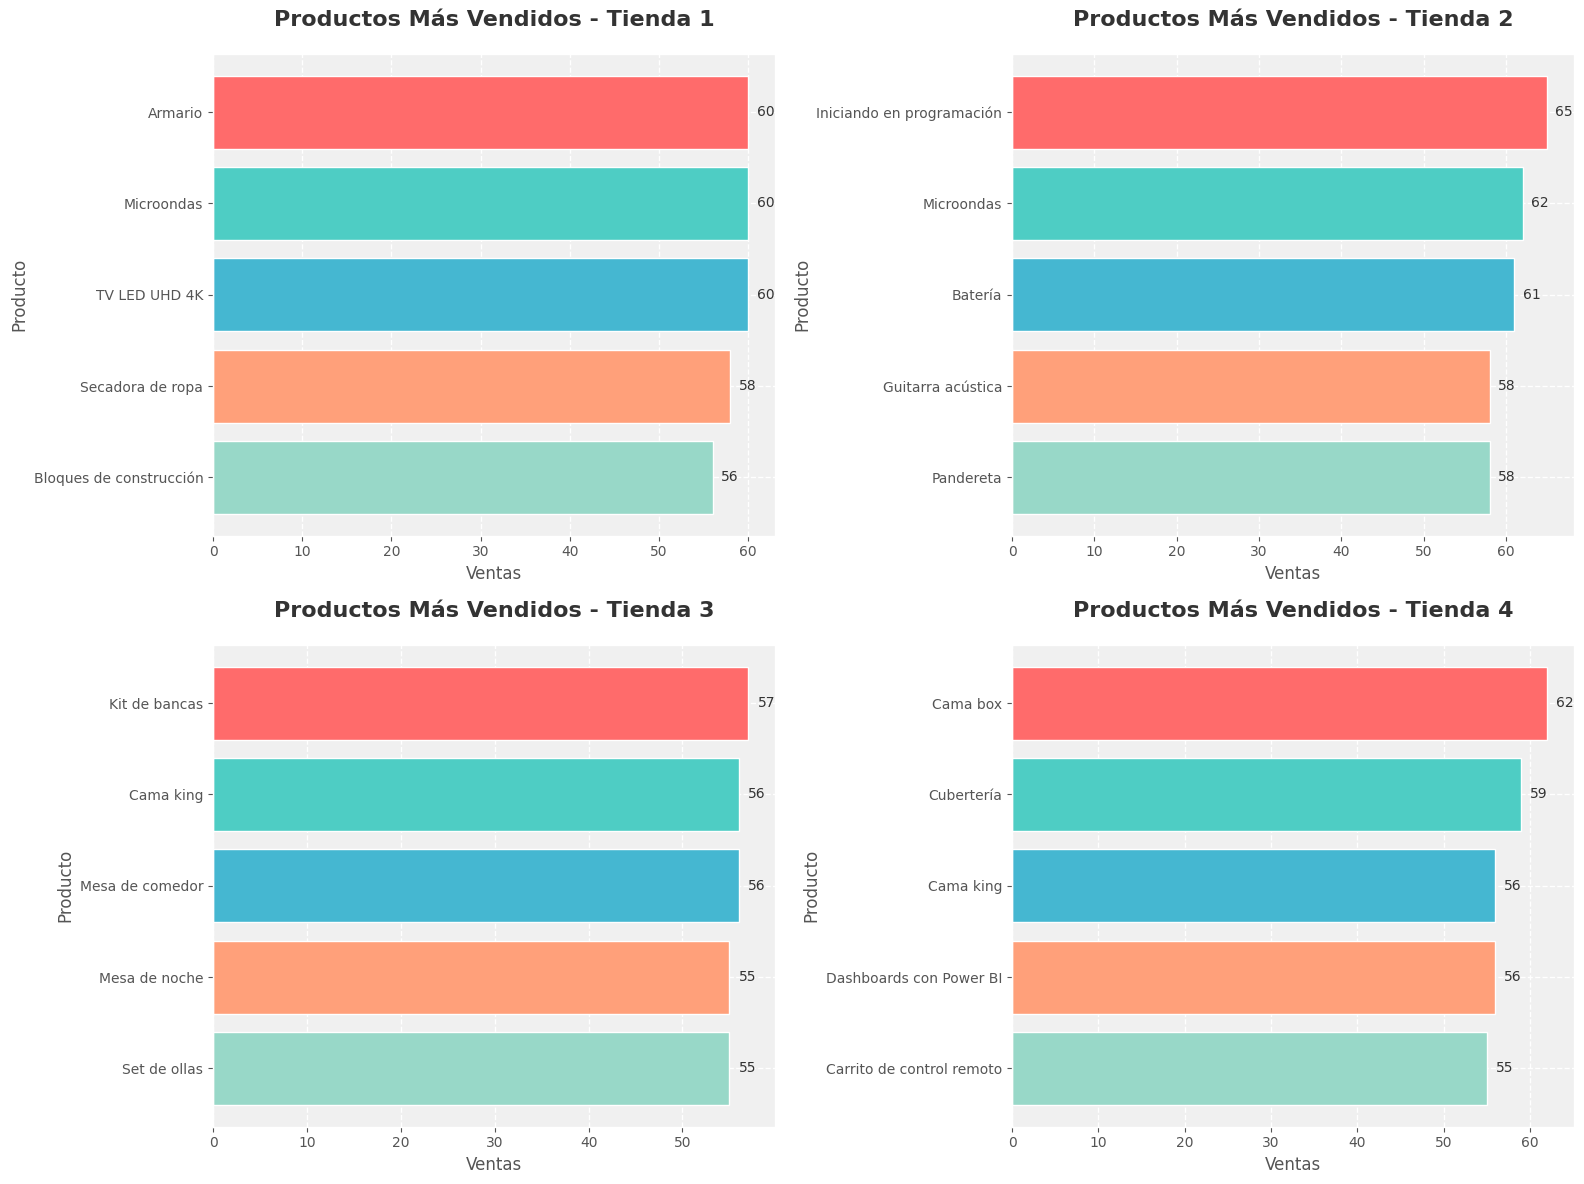 Productos Más Vendidos - Tienda 1
Producto
Armario
60
Microondas
60
TV LED UHD 4K
60
Secadora de ropa
58
Bloques de construcción
56
0 10 20 30 40 50 60
Ventas
Productos Más Vendidos - Tienda 2
Producto
Iniciando en programación
65
Microondas
62
Batería
61
Guitarra acústica
58
Pandereta
58
0 10 20 30 40 50 60
Ventas
Productos Más Vendidos - Tienda 3
Producto
Kit de bancas
57
Cama king
56
Mesa de comedor
56
Mesa de noche
55
Set de ollas
55
0 10 20 30 40 50
Ventas
Productos Más Vendidos - Tienda 4
Producto
Cama box
62
Cubertería
59
Cama king
56
Dashboards con Power BI
56
Carrito de control remoto
55
0 10 20 30 40 50 60
Ventas